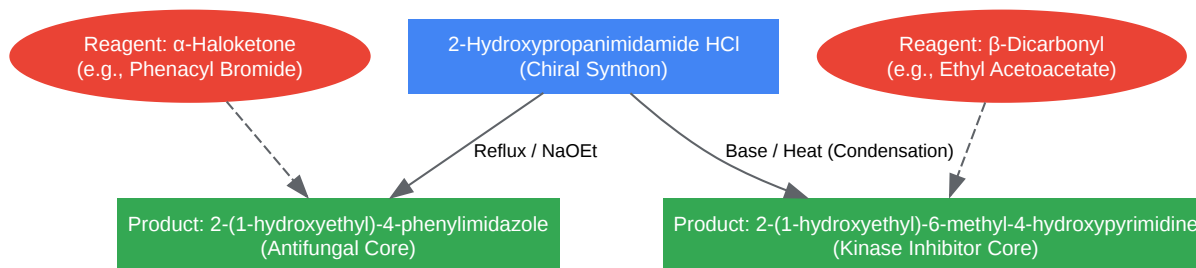 Reagent: α-Haloketone
(e.g., Phenacyl Bromide)
2-Hydroxypropanimidamide HCl
(Chiral Synthon)
Reagent: β-Dicarbonyl
(e.g., Ethyl Acetoacetate)
Reflux / NaOEt
Base / Heat (Condensation)
Product: 2-(1-hydroxyethyl)-4-phenylimidazole
(Antifungal Core)
Product: 2-(1-hydroxyethyl)-6-methyl-4-hydroxypyrimidine
(Kinase Inhibitor Core)